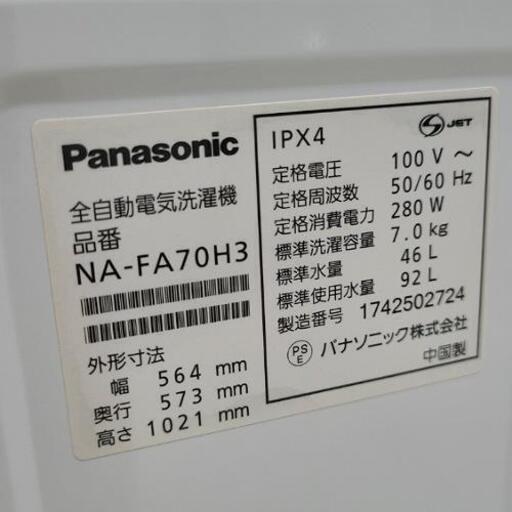 Panasonic
全自動電気洗濯機
品番
NA-FA70H3
外形寸法
幅 564 mm
奥行 573 mm
高さ 1021 mm
IPX4
JET
定格電圧 100 V 〜
定格周波数 50/60 Hz
定格消費電力 280 W
標準洗濯容量 7.0 kg
標準水量 46 L
標準使用水量 92 L
製造番号 1742502724
PS
E
パナソニック株式会社
中国製